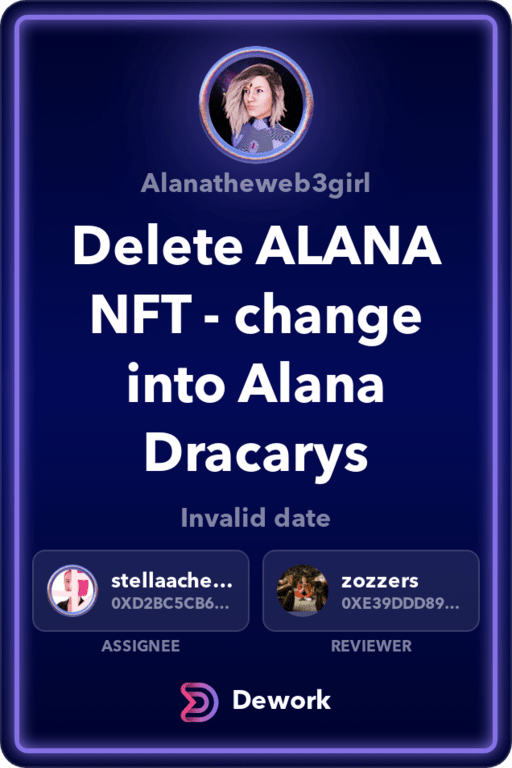 Alanatheweb3girl
Delete ALANA
NFT - change
into Alana
Dracarys
Invalid date
stellaache...
0XD2BC5CB6...
ASSIGNEE
zozzers
0XE39DDD89...
REVIEWER
Dework